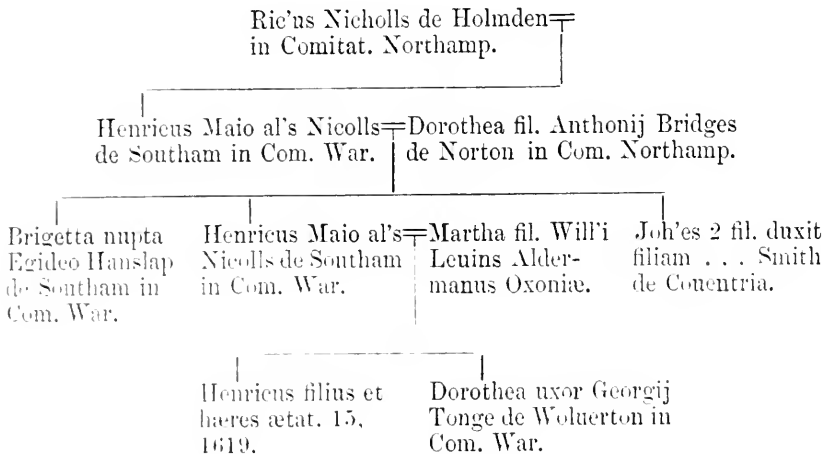 Ric'us Nicholls de Holmden
in Comitat. Northamp.
Henricus Maio al's Nicolls
de Southam in Com. War.
Dorothea fil. Anthonij Bridges
de Norton in Com. Northamp.
Brigetta nupta
Egideo Hanslap
de Southam in
Com. War.
Henricus Maio al's
Nicolls de Southam
in Com. War.
Martha fil. Will'i
Leuins Alder-
manus Oxoniæ.
Joh'es 2 fil. duxit
filiam . . . Smith
de Couentria.
Henricus filius et
hæres ætat. 15,
1619.
Dorothea uxor Georgij
Tonge de Woluerton in
Com. War.